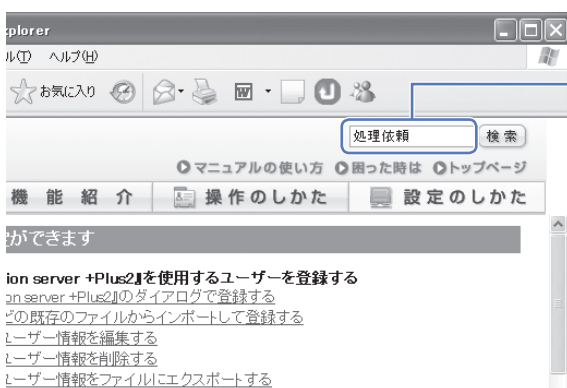 xplorer
ル(T) ヘルプ(H)
お気に入り
処理依頼 検索
マニュアルの使い方 困った時は トップページ
機能紹介 操作のしかた 設定のしかた
ができます
ion server +Plus2』を使用するユーザーを登録する
on server +Plus2』のダイアログで登録する
どの既存のファイルからインポートして登録する
ユーザー情報を編集する
ユーザー情報を削除する
ユーザー情報をファイルにエクスポートする